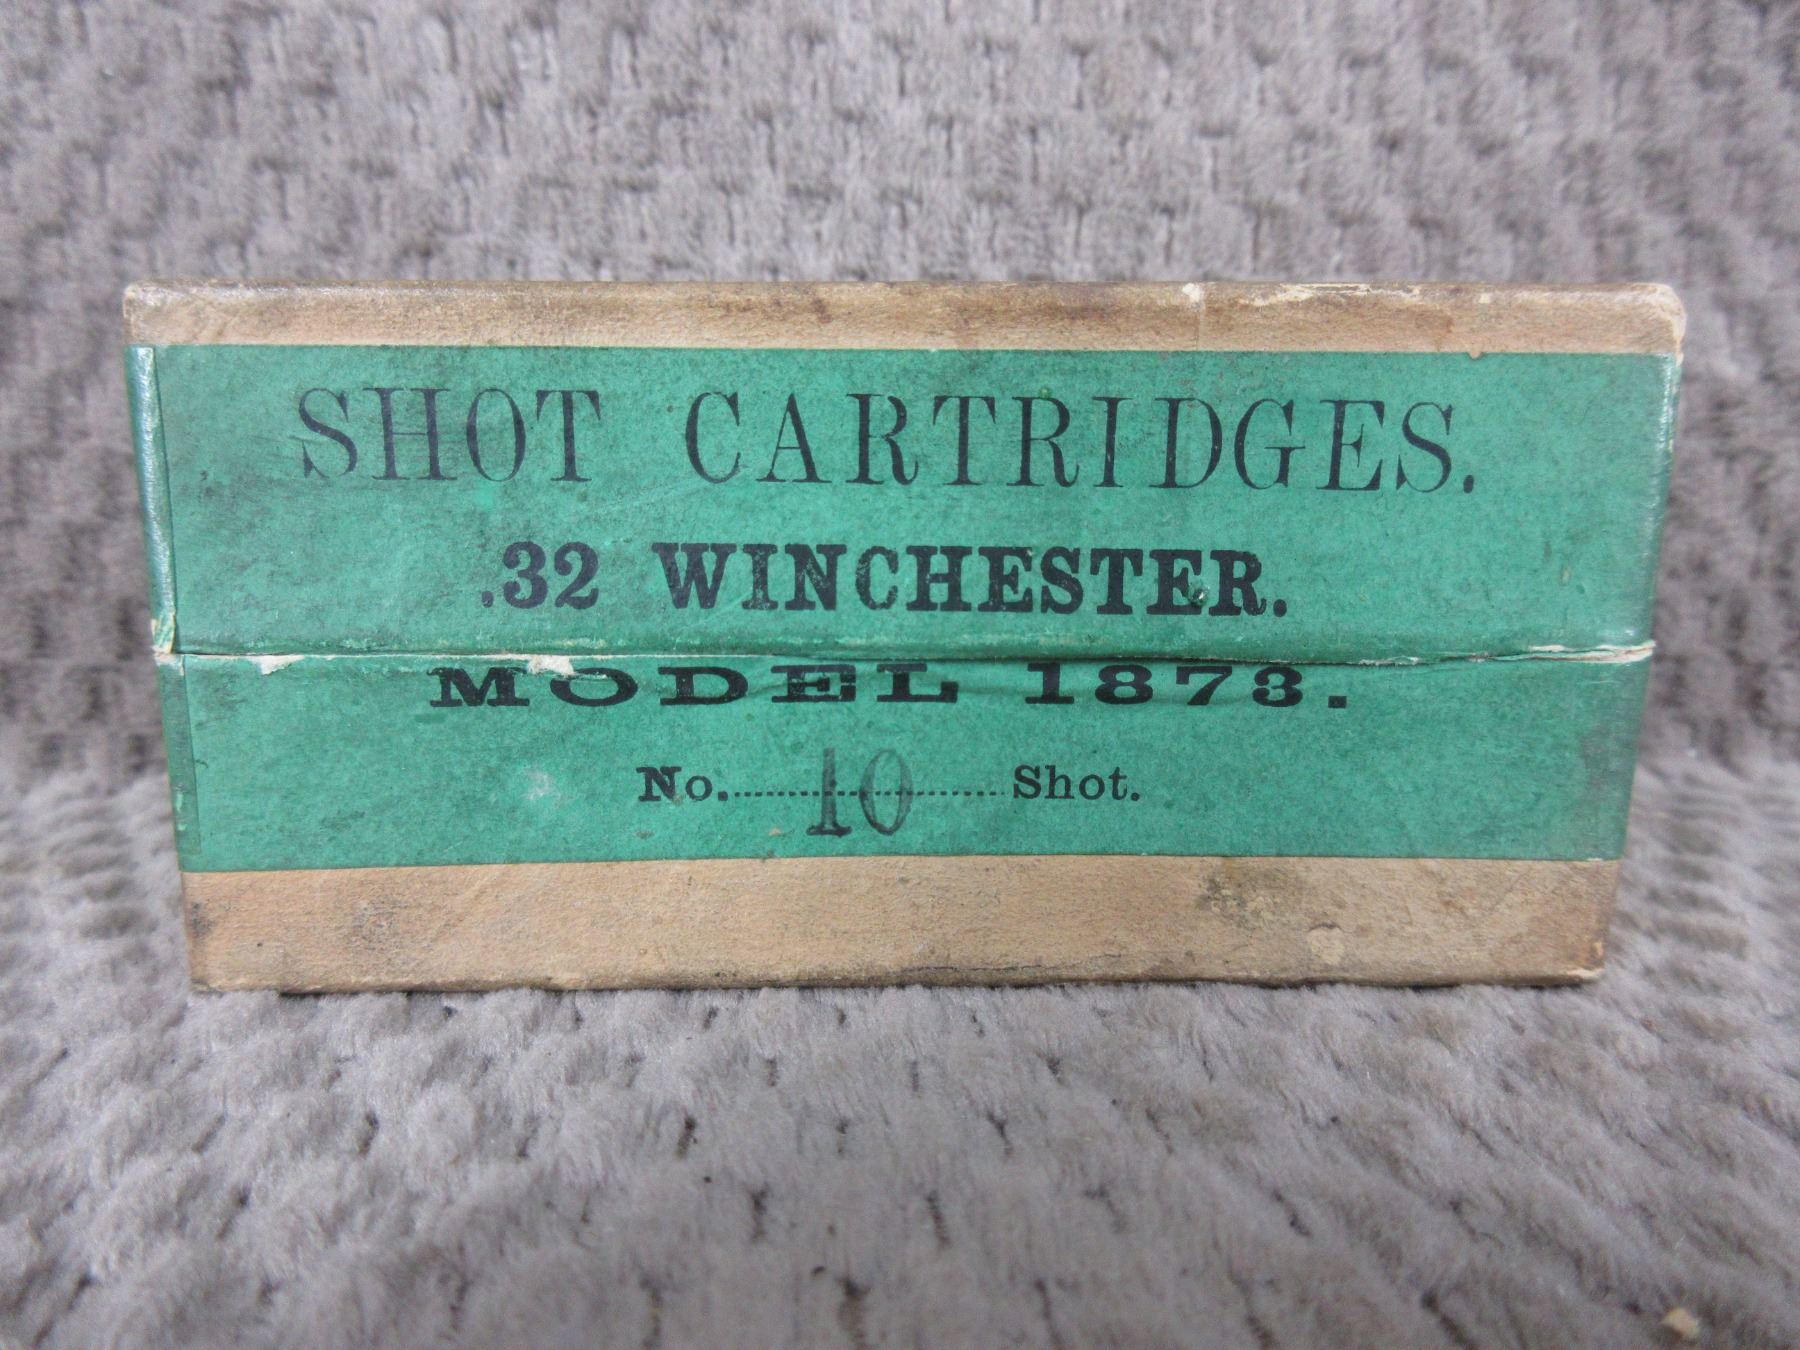 SHOT CARTRIDGES.
.32 WINCHESTER.
MODEL 1873.
No. 10 Shot.